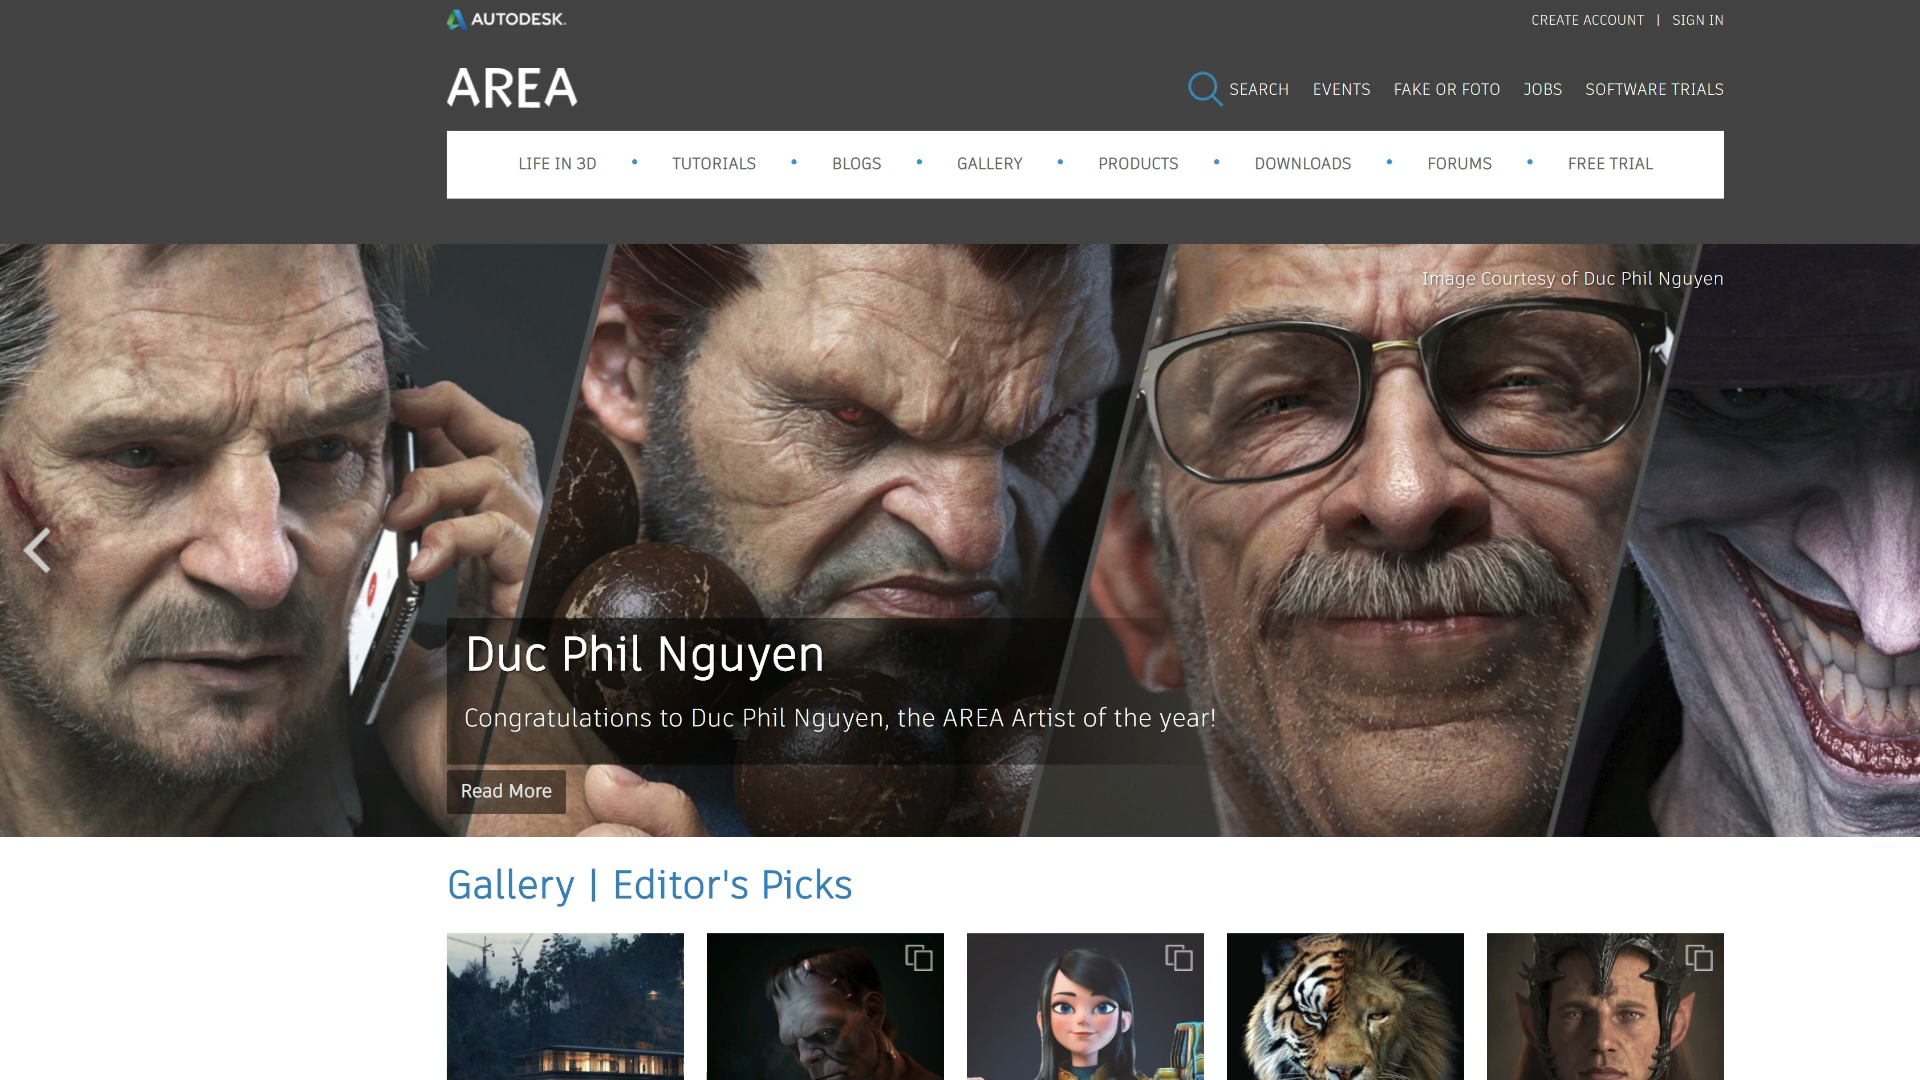 AUTODESK.
CREATE ACCOUNT | SIGN IN
AREA
SEARCH EVENTS FAKE OR FOTO JOBS SOFTWARE TRIALS
LIFE IN 3D • TUTORIALS • BLOGS • GALLERY • PRODUCTS • DOWNLOADS • FORUMS • FREE TRIAL
Image Courtesy of Duc Phil Nguyen
Duc Phil Nguyen
Congratulations to Duc Phil Nguyen, the AREA Artist of the year!
Read More
Gallery | Editor's Picks